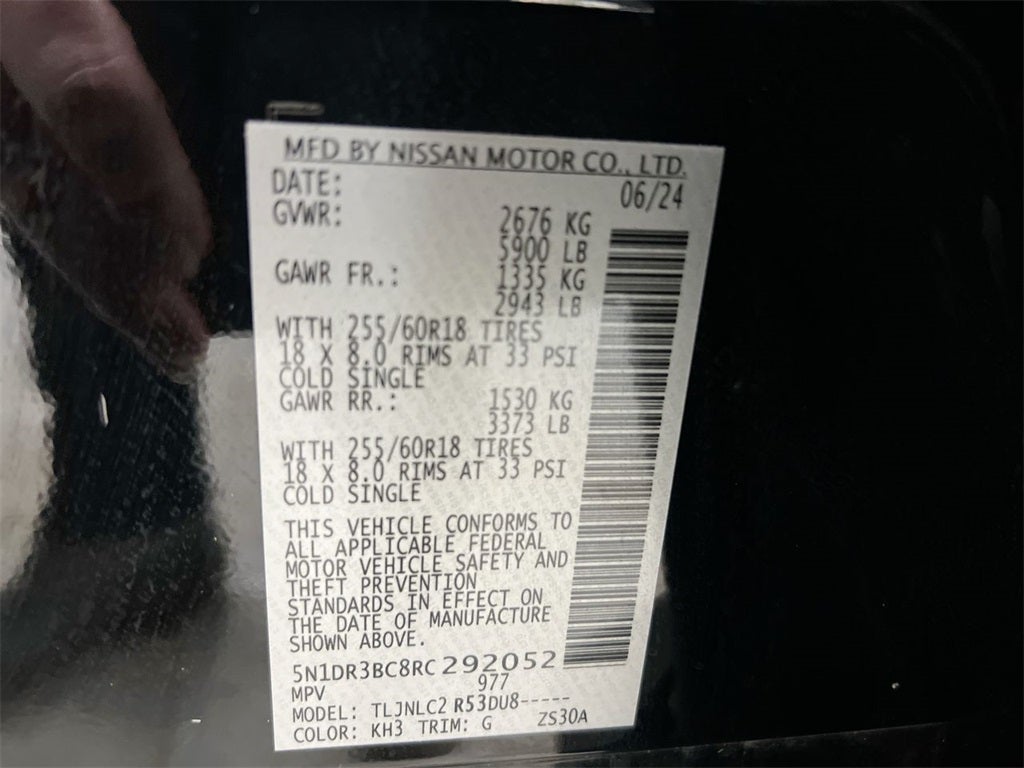 MFD BY NISSAN MOTOR CO., LTD.
DATE: 06/24
GVWR: 2676 KG
5900 LB
GAWR FR.: 1335 KG
2943 LB
WITH 255/60R18 TIRES
18 X 8.0 RIMS AT 33 PSI
COLD SINGLE
GAWR RR.: 1530 KG
3373 LB
WITH 255/60R18 TIRES
18 X 8.0 RIMS AT 33 PSI
COLD SINGLE
THIS VEHICLE CONFORMS TO
ALL APPLICABLE FEDERAL
MOTOR VEHICLE SAFETY AND
THEFT PREVENTION
STANDARDS IN EFFECT ON
THE DATE OF MANUFACTURE
SHOWN ABOVE.
5N1DR3BC8RC292052
MPV 977
MODEL: TLJNLC2 R53DU8-----
COLOR: KH3 TRIM: G ZS30A